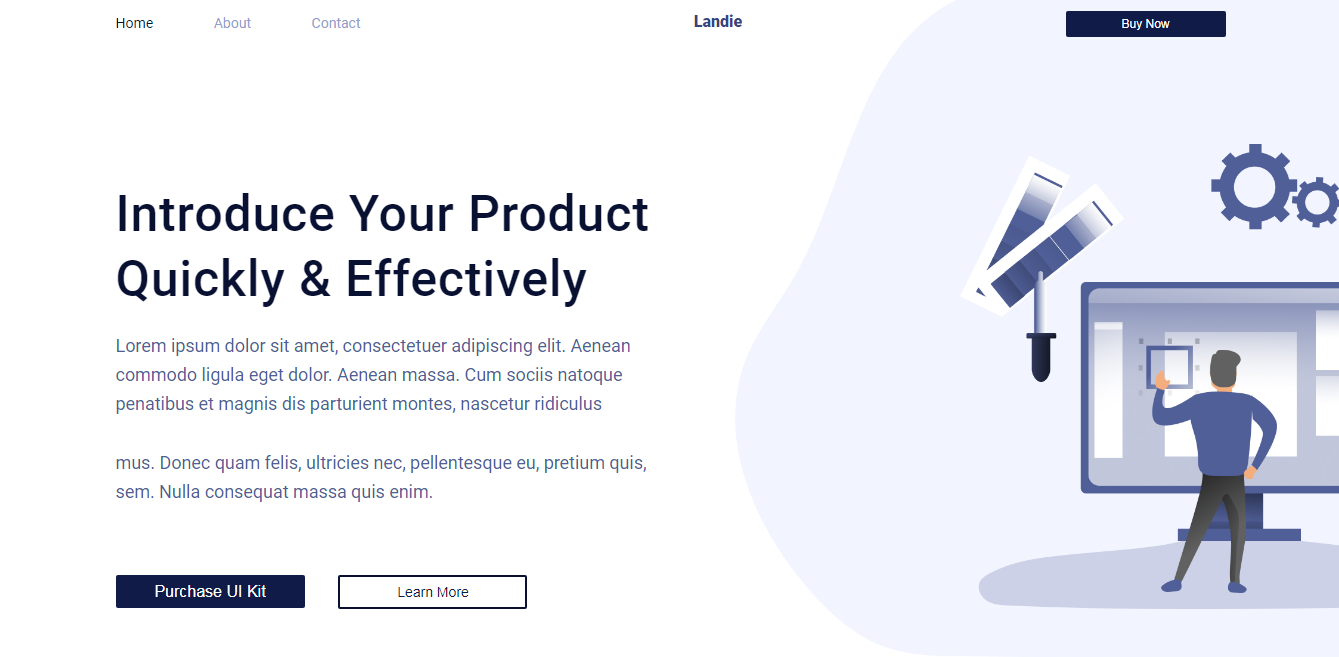 Home About Contact Landie Buy Now
Introduce Your Product
Quickly & Effectively
Lorem ipsum dolor sit amet, consectetuer adipiscing elit. Aenean
commodo ligula eget dolor. Aenean massa. Cum sociis natoque
penatibus et magnis dis parturient montes, nascetur ridiculus
mus. Donec quam felis, ultricies nec, pellentesque eu, pretium quis,
sem. Nulla consequat massa quis enim.
Purchase UI Kit Learn More